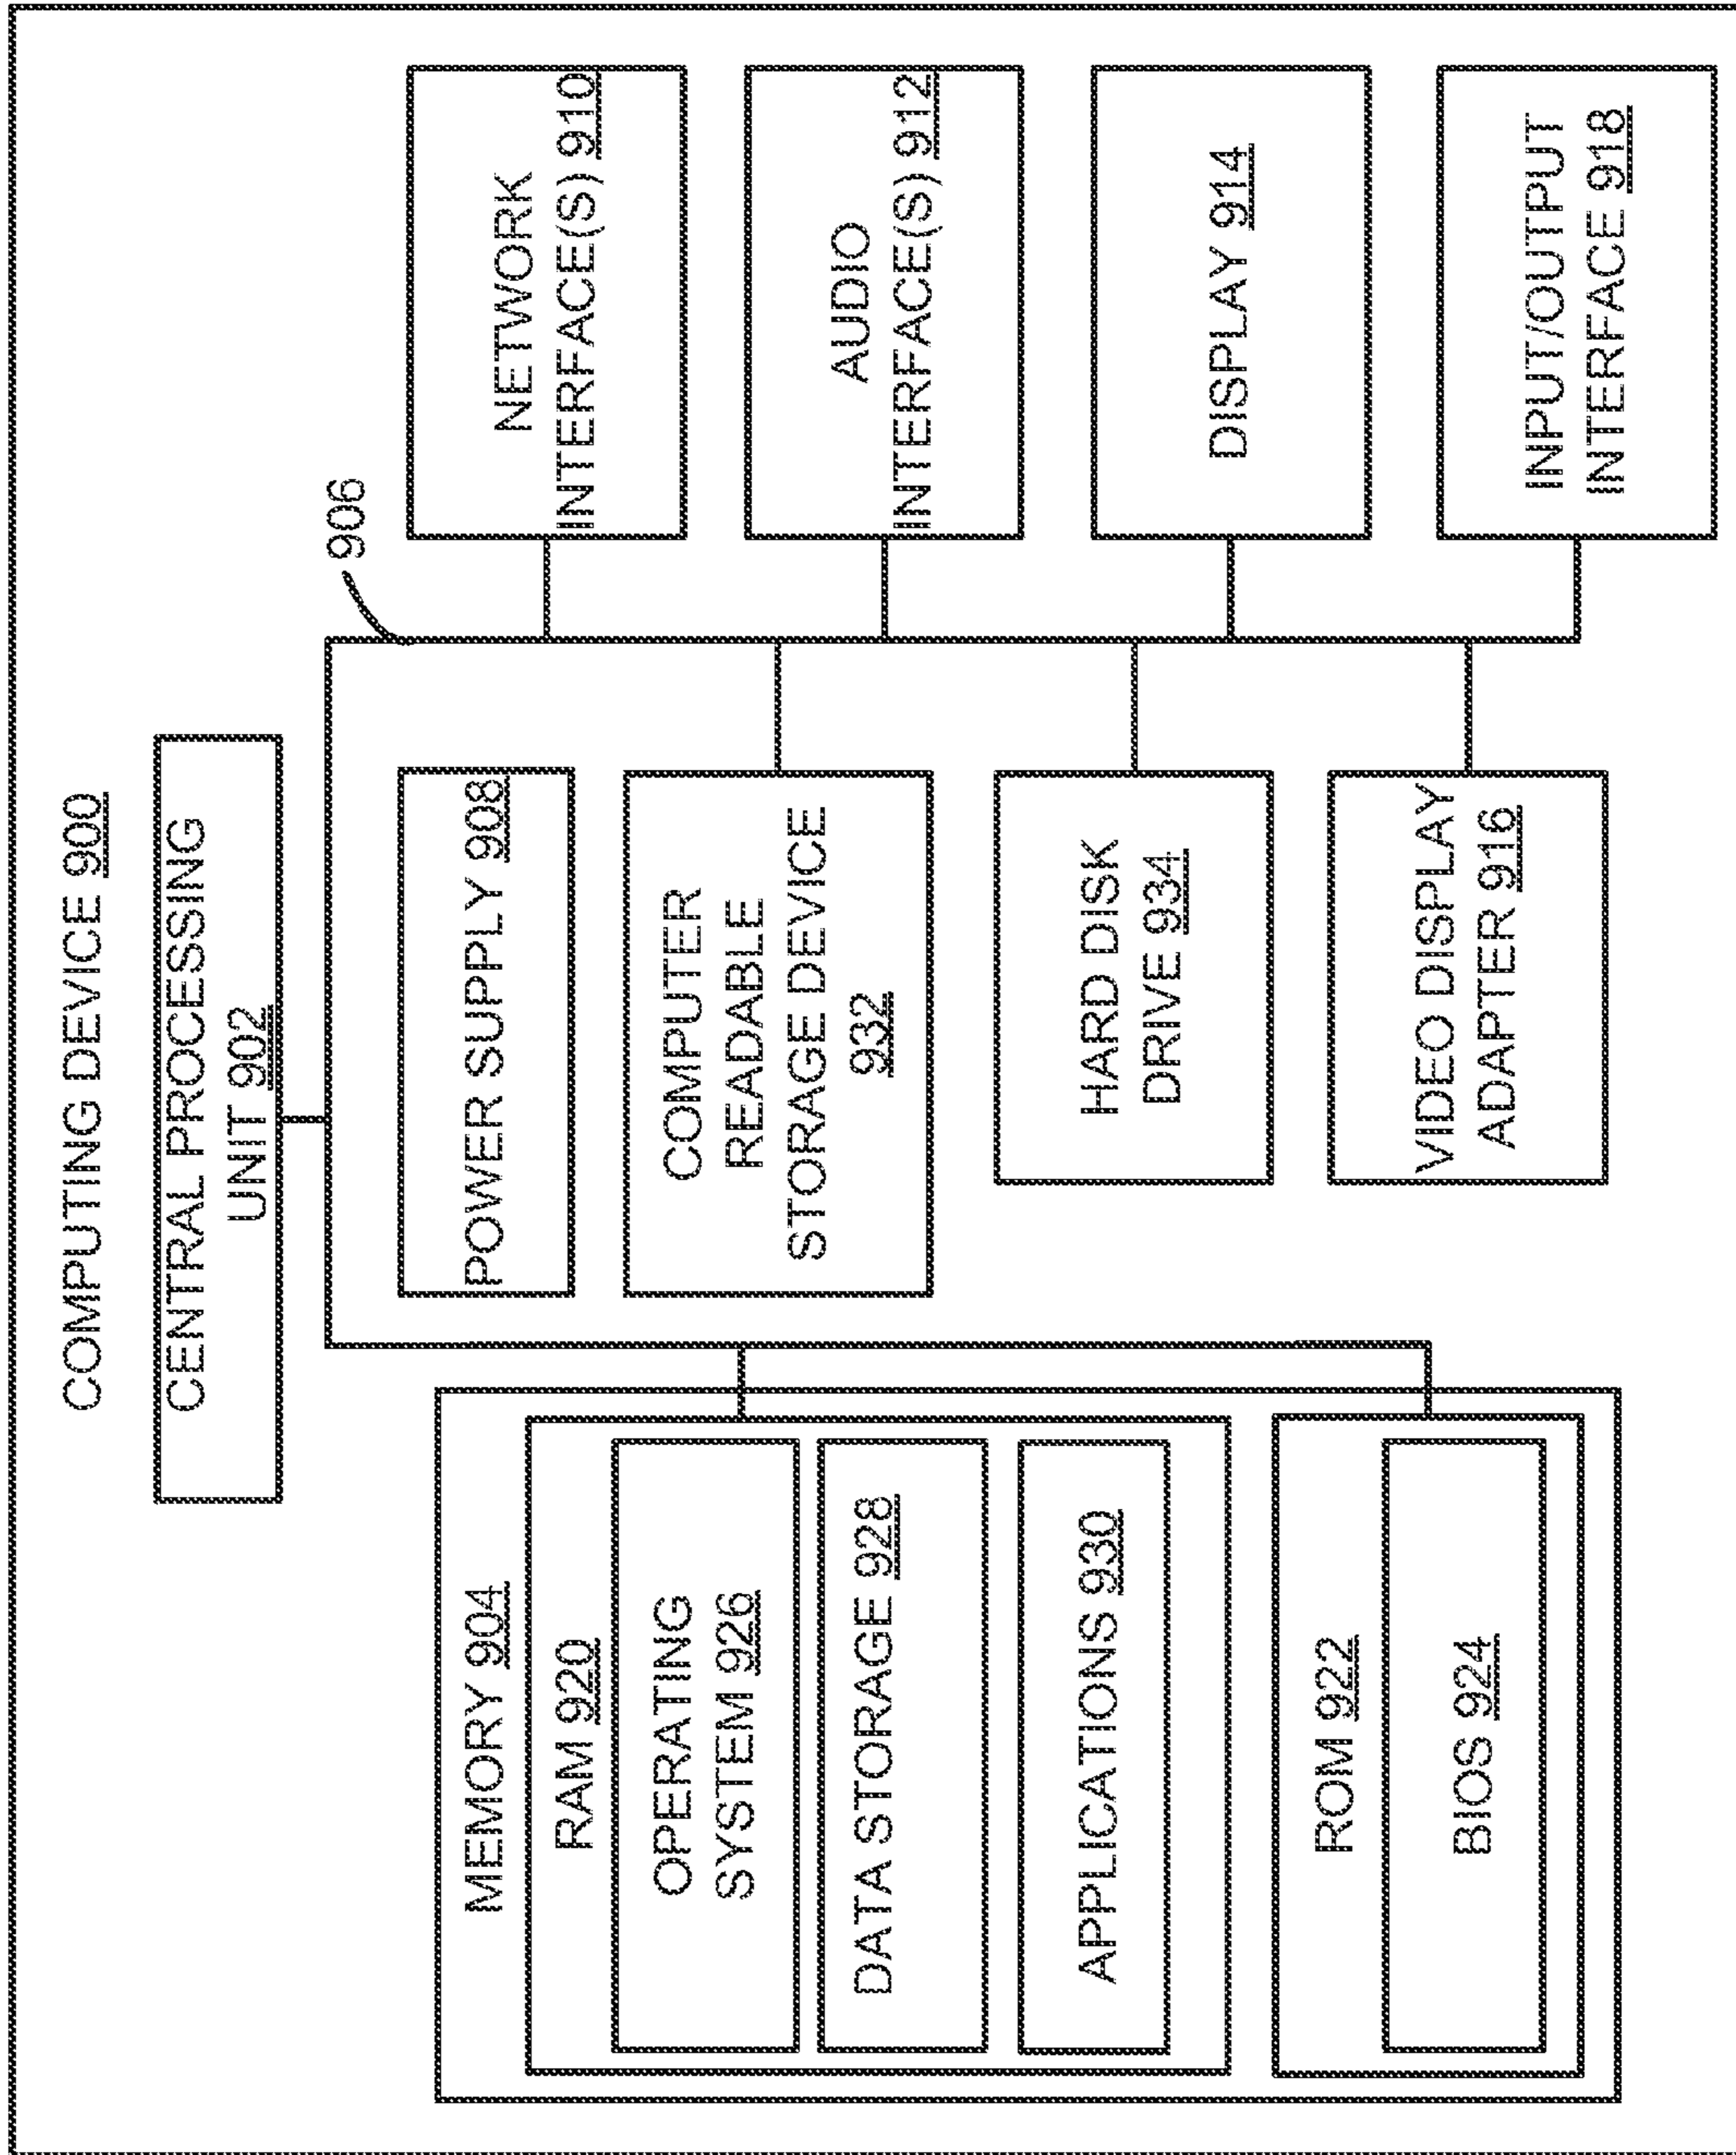 COMPUTING DEVICE 900
CENTRAL PROCESSING
UNIT 902
906
MEMORY 904
RAM 920
OPERATING
SYSTEM 926
DATA STORAGE 928
APPLICATIONS 930
ROM 922
BIOS 924
POWER SUPPLY 908
COMPUTER
READABLE
STORAGE DEVICE
932
HARD DISK
DRIVE 934
VIDEO DISPLAY
ADAPTER 916
NETWORK
INTERFACE(S) 910
AUDIO
INTERFACE(S) 912
DISPLAY 914
INPUT/OUTPUT
INTERFACE 918